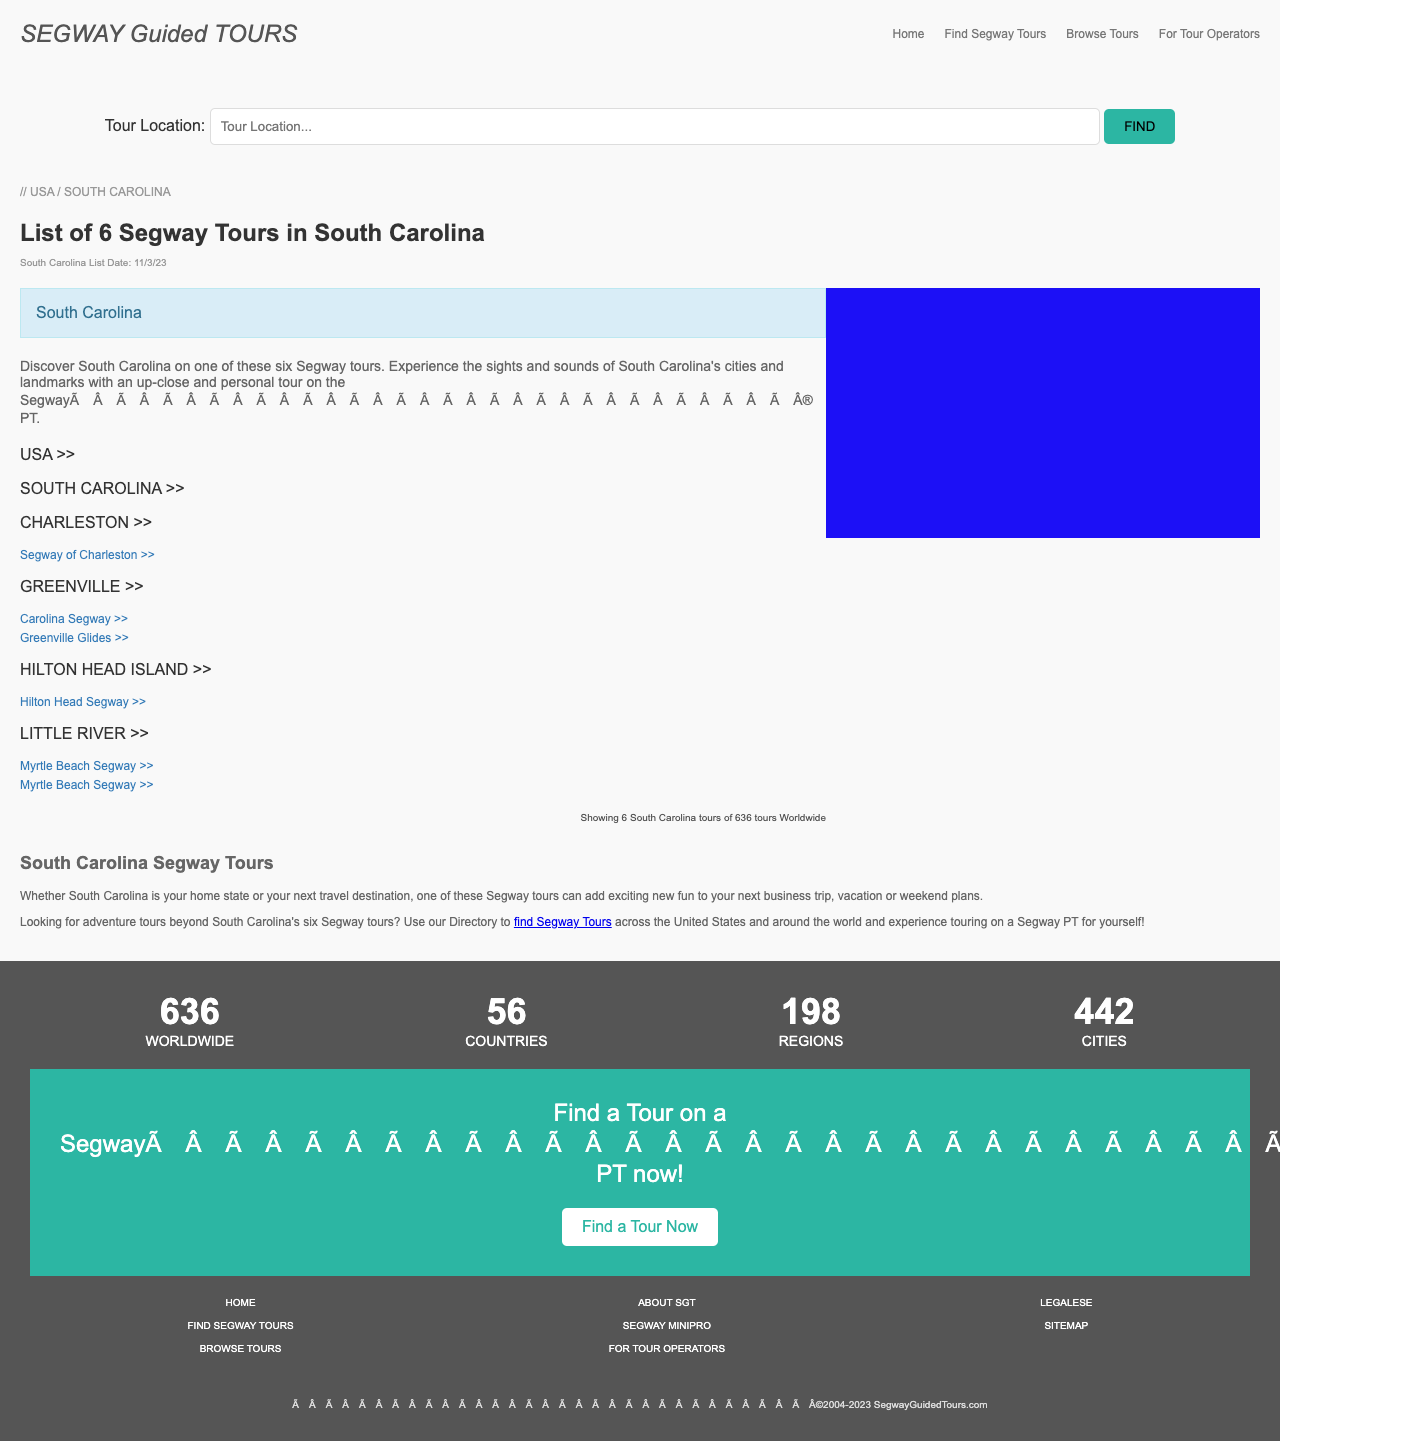 SEGWAY Guided TOURS
Home
Find Segway Tours
Browse Tours
For Tour Operators
Tour Location:
Tour Location...
FIND
// USA / SOUTH CAROLINA
List of 6 Segway Tours in South Carolina
South Carolina List Date: 11/3/23
South Carolina
Discover South Carolina on one of these six Segway tours. Experience the sights and sounds of South Carolina's cities and
landmarks with an up-close and personal tour on the
SegwayÃ Â Ã Â Ã Â Ã Â Ã Â Ã Â Ã Â Ã Â Ã Â Ã Â Ã Â Ã Â Ã Â Ã Â Ã Â Ã Â®
PT.
USA >>
SOUTH CAROLINA >>
CHARLESTON >>
Segway of Charleston >>
GREENVILLE >>
Carolina Segway >>
Greenville Glides >>
HILTON HEAD ISLAND >>
Hilton Head Segway >>
LITTLE RIVER >>
Myrtle Beach Segway >>
Myrtle Beach Segway >>
Showing 6 South Carolina tours of 636 tours Worldwide
South Carolina Segway Tours
Whether South Carolina is your home state or your next travel destination, one of these Segway tours can add exciting new fun to your next business trip, vacation or weekend plans.
Looking for adventure tours beyond South Carolina's six Segway tours? Use our Directory to find Segway Tours across the United States and around the world and experience touring on a Segway PT for yourself!
636
WORLDWIDE
56
COUNTRIES
198
REGIONS
442
CITIES
Find a Tour on a
SegwayÃ Â Ã Â Ã Â Ã Â Ã Â Ã Â Ã Â Ã Â Ã Â Ã Â Ã Â Ã Â Ã Â Ã Â Ã
PT now!
Find a Tour Now
HOME
FIND SEGWAY TOURS
BROWSE TOURS
ABOUT SGT
SEGWAY MINIPRO
FOR TOUR OPERATORS
LEGALESE
SITEMAP
Ã Â Ã Â Ã Â Ã Â Ã Â Ã Â Ã Â Ã Â Ã Â Ã Â Ã Â Ã Â Ã Â Ã Â Ã Â Ã Â©2004-2023 SegwayGuidedTours.com